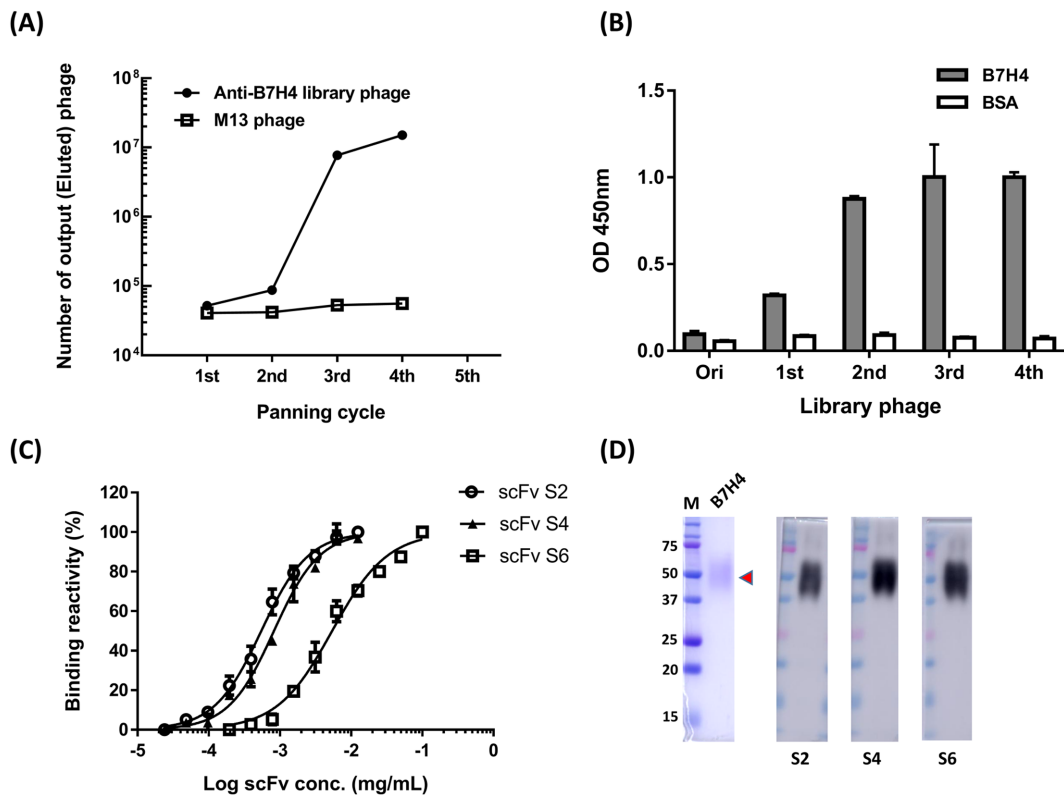 (A)
Number of output (Eluted) phage
10⁸
10⁷
10⁶
10⁵
10⁴
Anti-B7H4 library phage
M13 phage
1st 2nd 3rd 4th 5th
Panning cycle
(B)
OD 450nm
1.5
1.0
0.5
0.0
B7H4
BSA
Ori 1st 2nd 3rd 4th
Library phage
(C)
Binding reactivity (%)
120
100
80
60
40
20
0
scFv S2
scFv S4
scFv S6
-5 -4 -3 -2 -1 0
Log scFv conc. (mg/mL)
(D)
M B7H4
75
50
37
25
20
15
S2 S4 S6